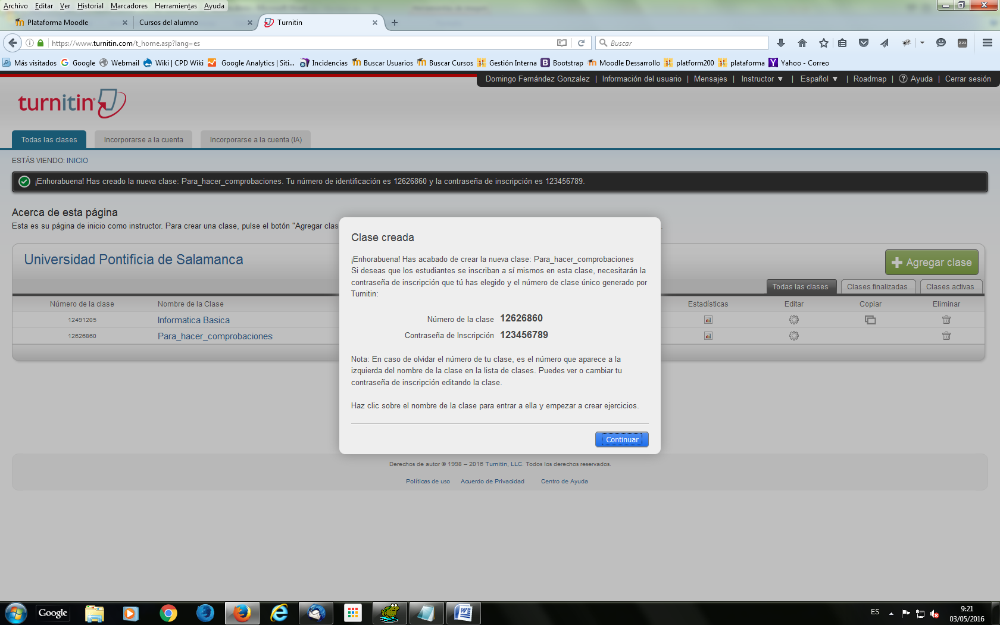 Archivo Editar Ver Historial Marcadores Herramientas Ayuda
Plataforma Moodle
Cursos del alumno
Turnitin
https://www.turnitin.com/t_home.asp?lang=es
Buscar
Más visitados Google Webmail Wiki | CPD Wiki Google Analytics | Siti... Incidencias Buscar Usuarios Buscar Cursos Gestión Interna Bootstrap Moodle Dessarrollo platform200 plataforma Yahoo - Correo
Domingo Fernández Gonzalez | Información del usuario | Mensajes | Instructor ▼ | Español ▼ | Roadmap | ? Ayuda | Cerrar sesión
turnitin
Todas las clases
Incorporarse a la cuenta
Incorporarse a la cuenta (IA)
ESTÁS VIENDO: INICIO
¡Enhorabuena! Has creado la nueva clase: Para_hacer_comprobaciones. Tu número de identificación es 12626860 y la contraseña de inscripción es 123456789.
Acerca de esta página
Esta es su página de inicio como instructor. Para crear una clase, pulse el botón "Agregar clas
Universidad Pontificia de Salamanca
Agregar clase
Todas las clases
Clases finalizadas
Clases activas
Número de la clase Nombre de la Clase Estadísticas Editar Copiar Eliminar
12491205 Informatica Basica
12626860 Para_hacer_comprobaciones
Clase creada
¡Enhorabuena! Has acabado de crear la nueva clase: Para_hacer_comprobaciones
Si deseas que los estudiantes se inscriban a sí mismos en esta clase, necesitarán la
contraseña de inscripción que tú has elegido y el número de clase único generado por
Turnitin:
Número de la clase 12626860
Contraseña de Inscripción 123456789
Nota: En caso de olvidar el número de tu clase, es el número que aparece a la
izquierda del nombre de la clase en la lista de clases. Puedes ver o cambiar tu
contraseña de inscripción editando la clase.
Haz clic sobre el nombre de la clase para entrar a ella y empezar a crear ejercicios.
Continuar
Derechos de autor © 1998 – 2016 Turnitin, LLC. Todos los derechos reservados.
Políticas de uso Acuerdo de Privacidad Centro de Ayuda
Google
ES
9:21
03/05/2016